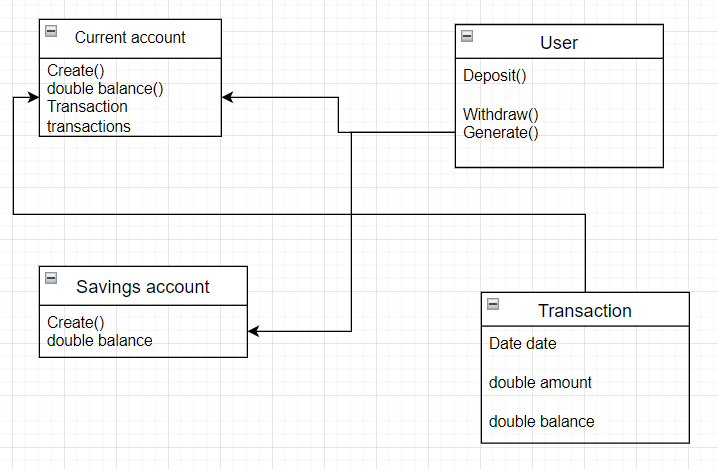 Current account
Create()
double balance()
Transaction
transactions
User
Deposit()
Withdraw()
Generate()
Savings account
Create()
double balance
Transaction
Date date
double amount
double balance